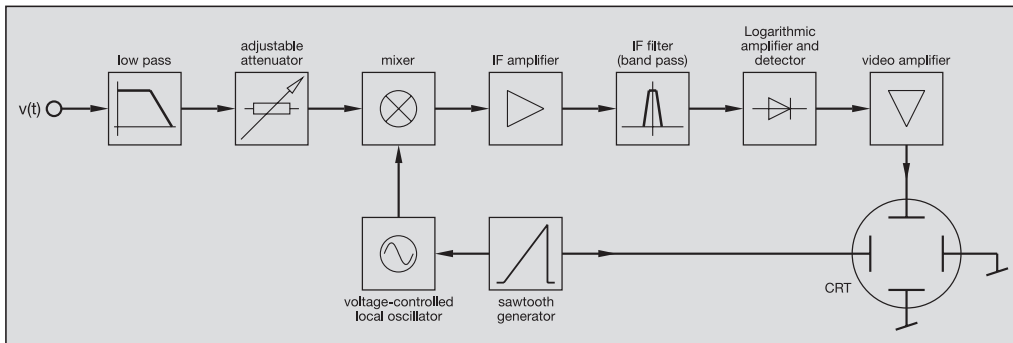 v(t)
low pass
adjustable
attenuator
mixer
IF amplifier
IF filter
(band pass)
Logarithmic
amplifier and
detector
video amplifier
voltage-controlled
local oscillator
sawtooth
generator
CRT